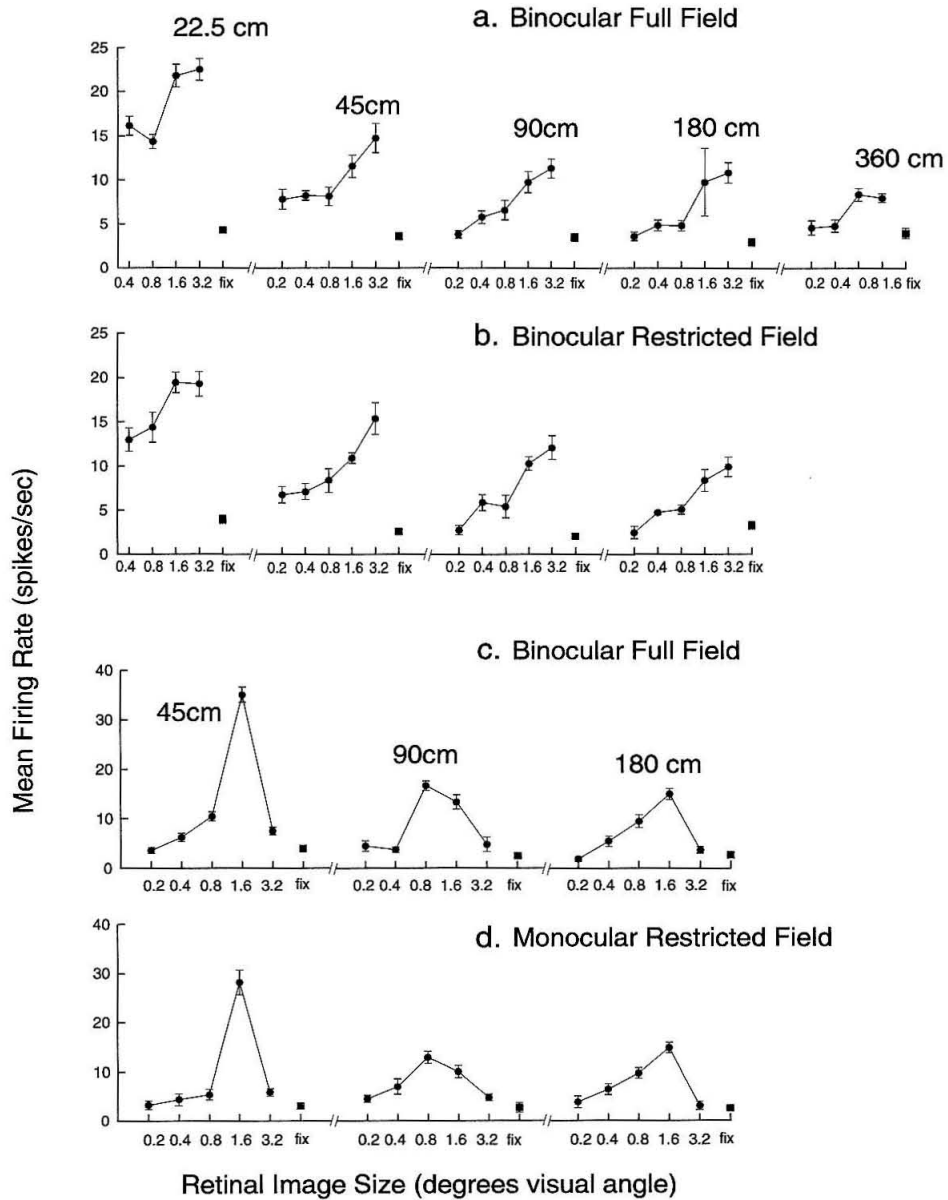 a. Binocular Full Field
22.5 cm
45cm
90cm
180 cm
360 cm
25
20
15
10
5
0
0.4 0.8 1.6 3.2 fix
0.2 0.4 0.8 1.6 3.2 fix
0.2 0.4 0.8 1.6 3.2 fix
0.2 0.4 0.8 1.6 3.2 fix
0.2 0.4 0.8 1.6 fix
b. Binocular Restricted Field
25
20
15
10
5
0
0.4 0.8 1.6 3.2 fix
0.2 0.4 0.8 1.6 3.2 fix
0.2 0.4 0.8 1.6 3.2 fix
0.2 0.4 0.8 1.6 3.2 fix
Mean Firing Rate (spikes/sec)
c. Binocular Full Field
45cm
90cm
180 cm
40
30
20
10
0
0.2 0.4 0.8 1.6 3.2 fix
0.2 0.4 0.8 1.6 3.2 fix
0.2 0.4 0.8 1.6 3.2 fix
d. Monocular Restricted Field
40
30
20
10
0
0.2 0.4 0.8 1.6 3.2 fix
0.2 0.4 0.8 1.6 3.2 fix
0.2 0.4 0.8 1.6 3.2 fix
Retinal Image Size (degrees visual angle)